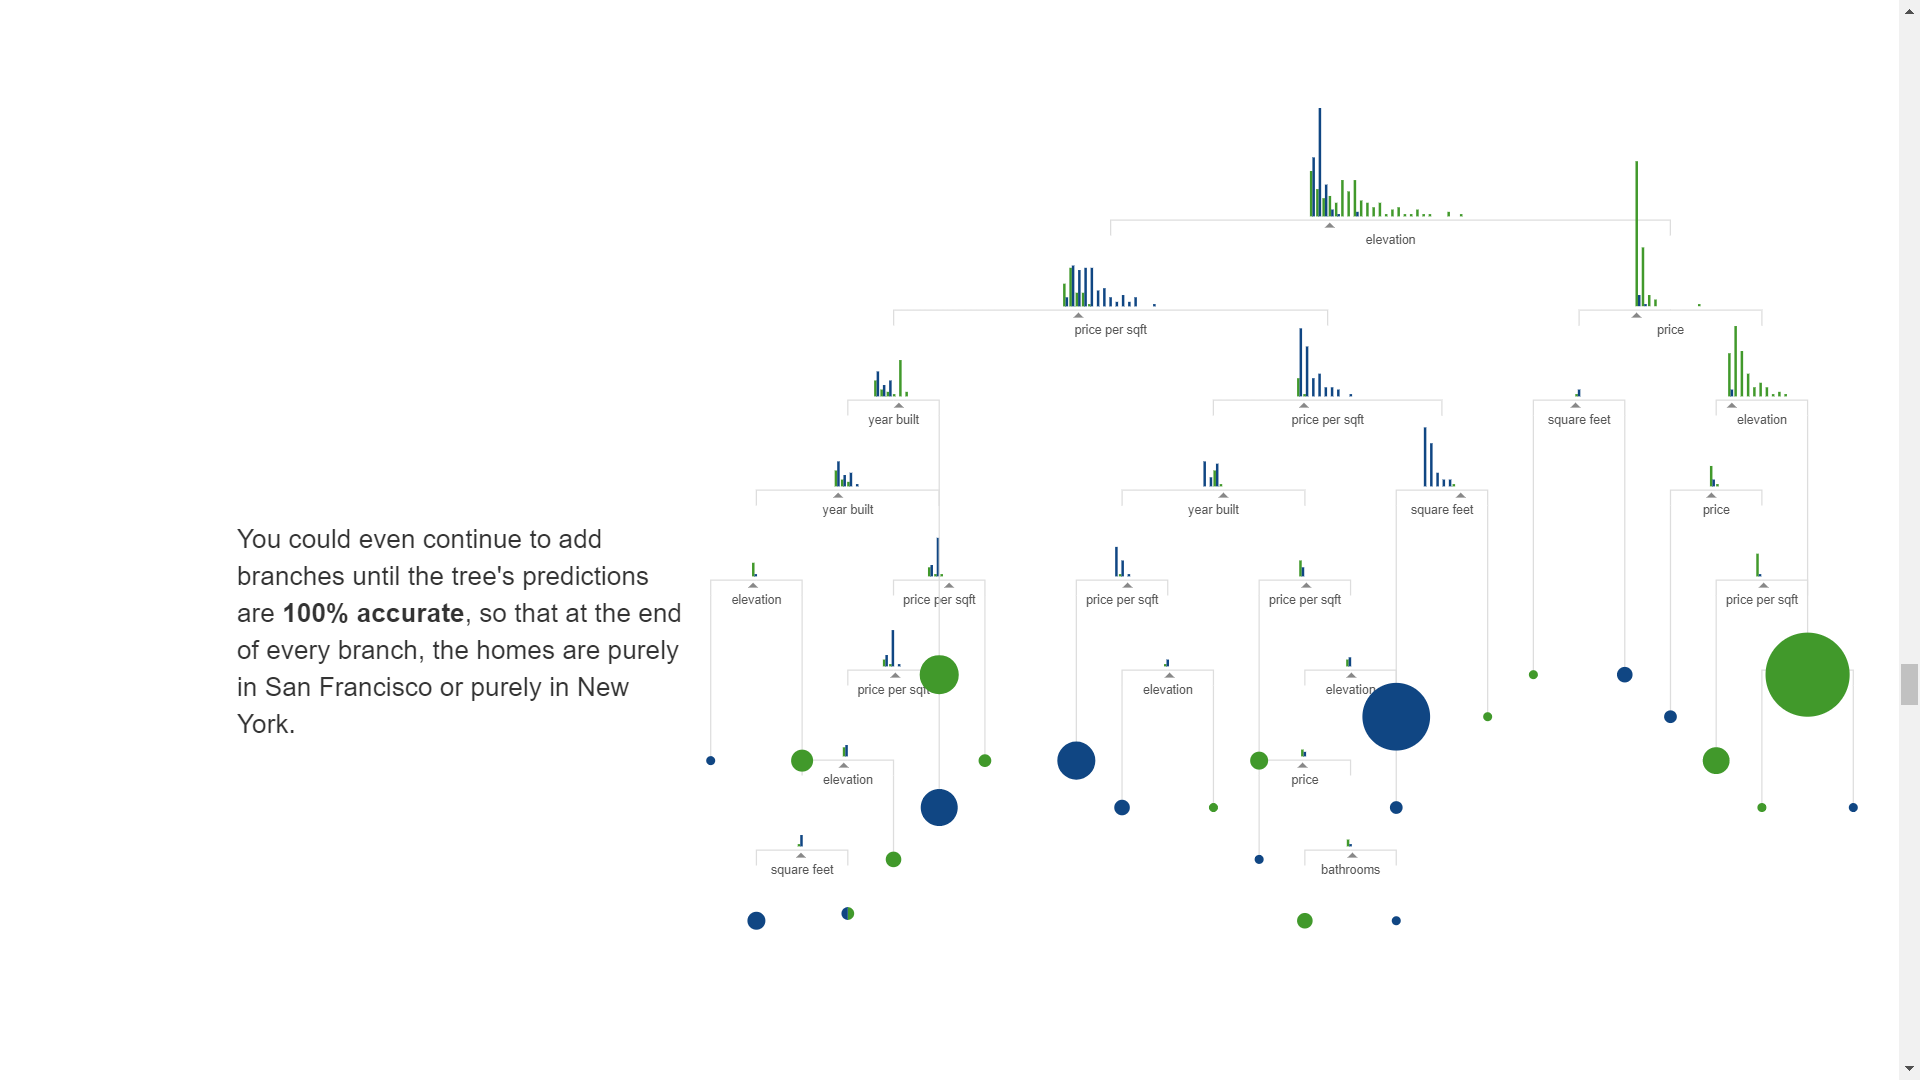 elevation
price per sqft
price
year built
price per sqft
square feet
elevation
year built
year built
square feet
price
You could even continue to add
branches until the tree's predictions
are 100% accurate, so that at the end
of every branch, the homes are purely
in San Francisco or purely in New
York.
elevation
price per sqft
price per sqft
price per sqft
price per sqft
price per sqft
elevation
elevation
elevation
price
square feet
bathrooms